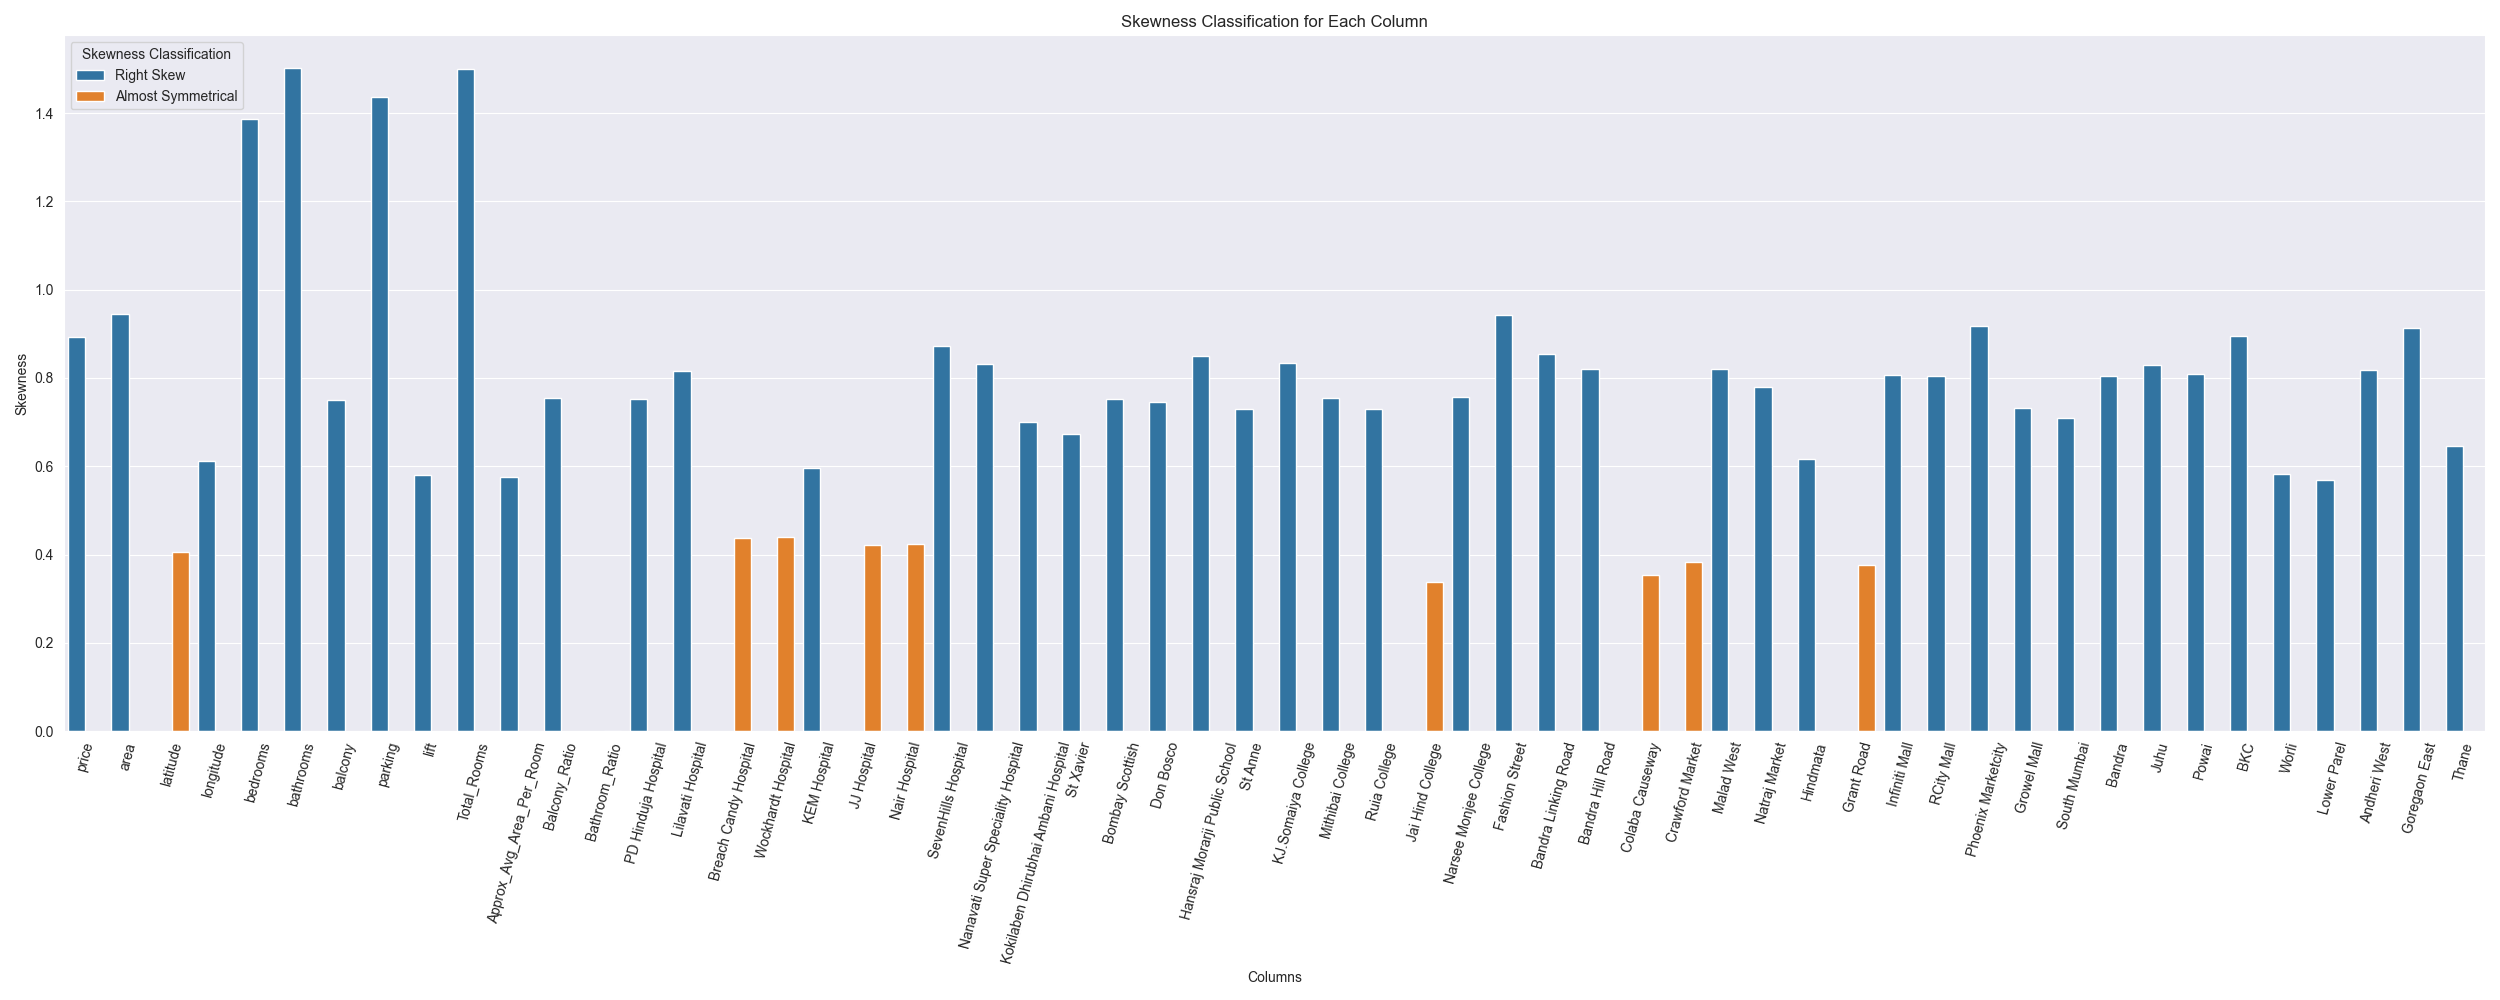 Skewness Classification for Each Column
Skewness Classification
Right Skew
Almost Symmetrical
Skewness
1.4
1.2
1.0
0.8
0.6
0.4
0.2
0.0
price
area
latitude
longitude
bedrooms
bathrooms
balcony
parking
lift
Total_Rooms
Approx_Avg_Area_Per_Room
Balcony_Ratio
Bathroom_Ratio
PD Hinduja Hospital
Lilavati Hospital
Breach Candy Hospital
Wockhardt Hospital
KEM Hospital
JJ Hospital
Nair Hospital
SevenHills Hospital
Nanavati Super Speciality Hospital
Kokilaben Dhirubhai Ambani Hospital
St Xavier
Bombay Scottish
Don Bosco
Hansraj Morarji Public School
St Anne
KJ.Somaiya College
Mithibai College
Ruia College
Jai Hind College
Narsee Monjee College
Fashion Street
Bandra Linking Road
Bandra Hill Road
Colaba Causeway
Crawford Market
Malad West
Natraj Market
Hindmata
Grant Road
Infiniti Mall
RCity Mall
Phoenix Marketcity
Growel Mall
South Mumbai
Bandra
Juhu
Powai
BKC
Worli
Lower Parel
Andheri West
Goregaon East
Thane
Columns